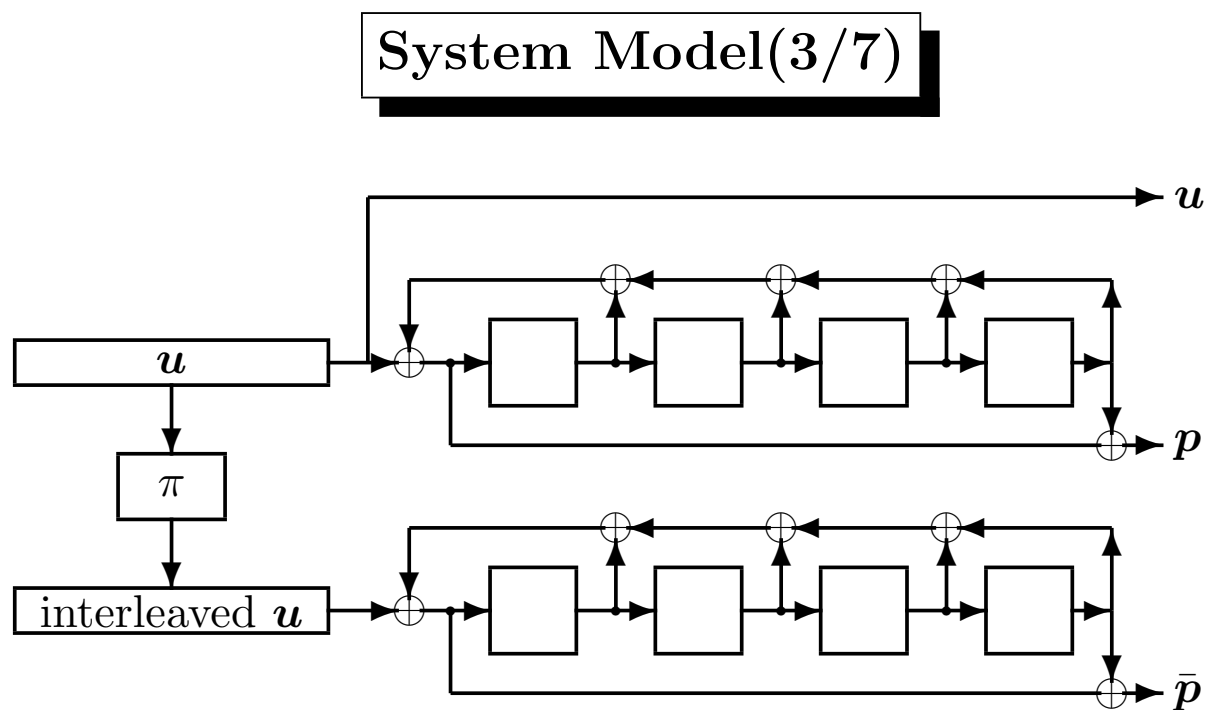 System Model(3/7)
u
u
p
π
interleaved u
p̄